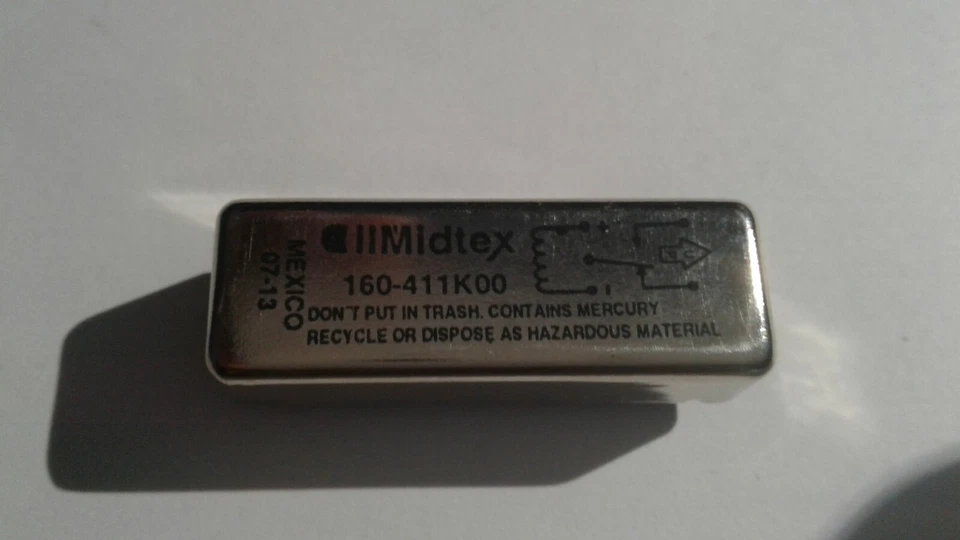 Midtex
160-411K00
DON'T PUT IN TRASH. CONTAINS MERCURY
RECYCLE OR DISPOSE AS HAZARDOUS MATERIAL
MEXICO
07-13